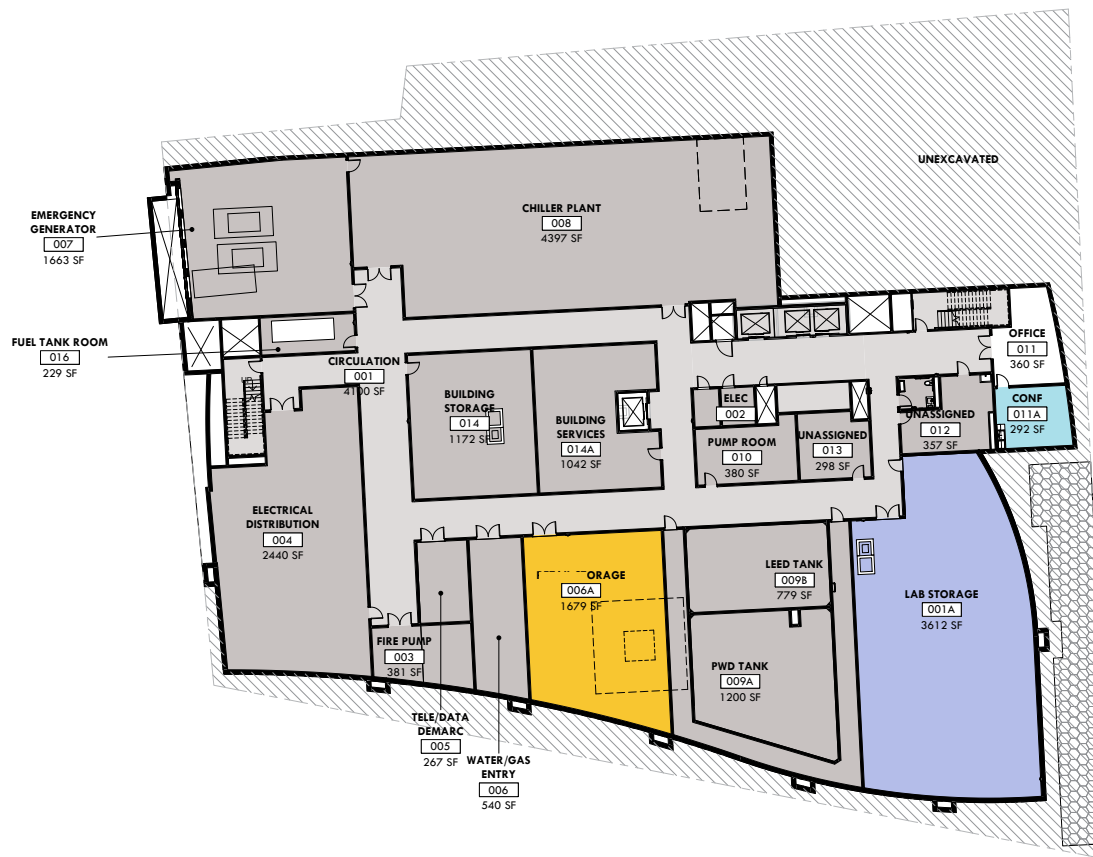 UNEXCAVATED
EMERGENCY
GENERATOR
007
1663 SF
CHILLER PLANT
008
4397 SF
FUEL TANK ROOM
016
229 SF
CIRCULATION
001
4100 SF
OFFICE
011
360 SF
BUILDING
STORAGE
014
1172 SF
BUILDING
SERVICES
014A
1042 SF
ELEC
002
CONF
011A
292 SF
PUMP ROOM
010
380 SF
UNASSIGNED
013
298 SF
UNASSIGNED
012
357 SF
ELECTRICAL
DISTRIBUTION
004
2440 SF
ORAGE
006A
1679 SF
LEED TANK
009B
779 SF
LAB STORAGE
001A
3612 SF
FIRE PUMP
003
381 SF
PWD TANK
009A
1200 SF
TELE/DATA
DEMARC
005
267 SF
WATER/GAS
ENTRY
006
540 SF